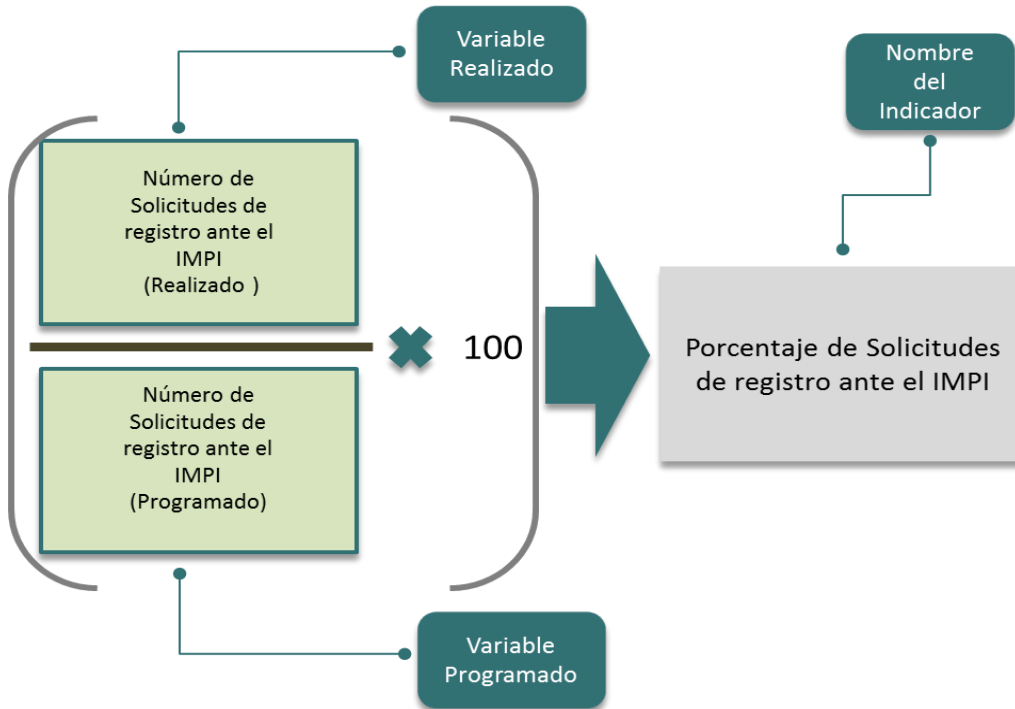 Variable
Realizado
Nombre
del
Indicador
Número de
Solicitudes de
registro ante el
IMPI
(Realizado )
100
Porcentaje de Solicitudes
de registro ante el IMPI
Número de
Solicitudes de
registro ante el
IMPI
(Programado)
Variable
Programado